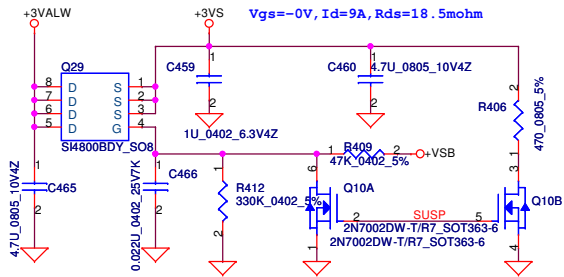 +3VALW
+3VS
Vgs=-0V,Id=9A,Rds=18.5mohm
Q29
8 D S 1
7 D S 2
6 D S 3
5 D G 4
SI4800BDY_SO8
C459
1
2
1U_0402_6.3V4Z
C460
4.7U_0805_10V4Z
1
2
R406
470_0805_5%
2
1
C465
4.7U_0805_10V4Z
1
2
C466
0.022U_0402_25V7K
1
2
R412
330K_0402_5%
1
2
R409
1 2
47K_0402_5%
+VSB
Q10A
6
2
1
2N7002DW-T/R7_SOT363-6
SUSP
Q10B
3
5
4
2N7002DW-T/R7_SOT363-6